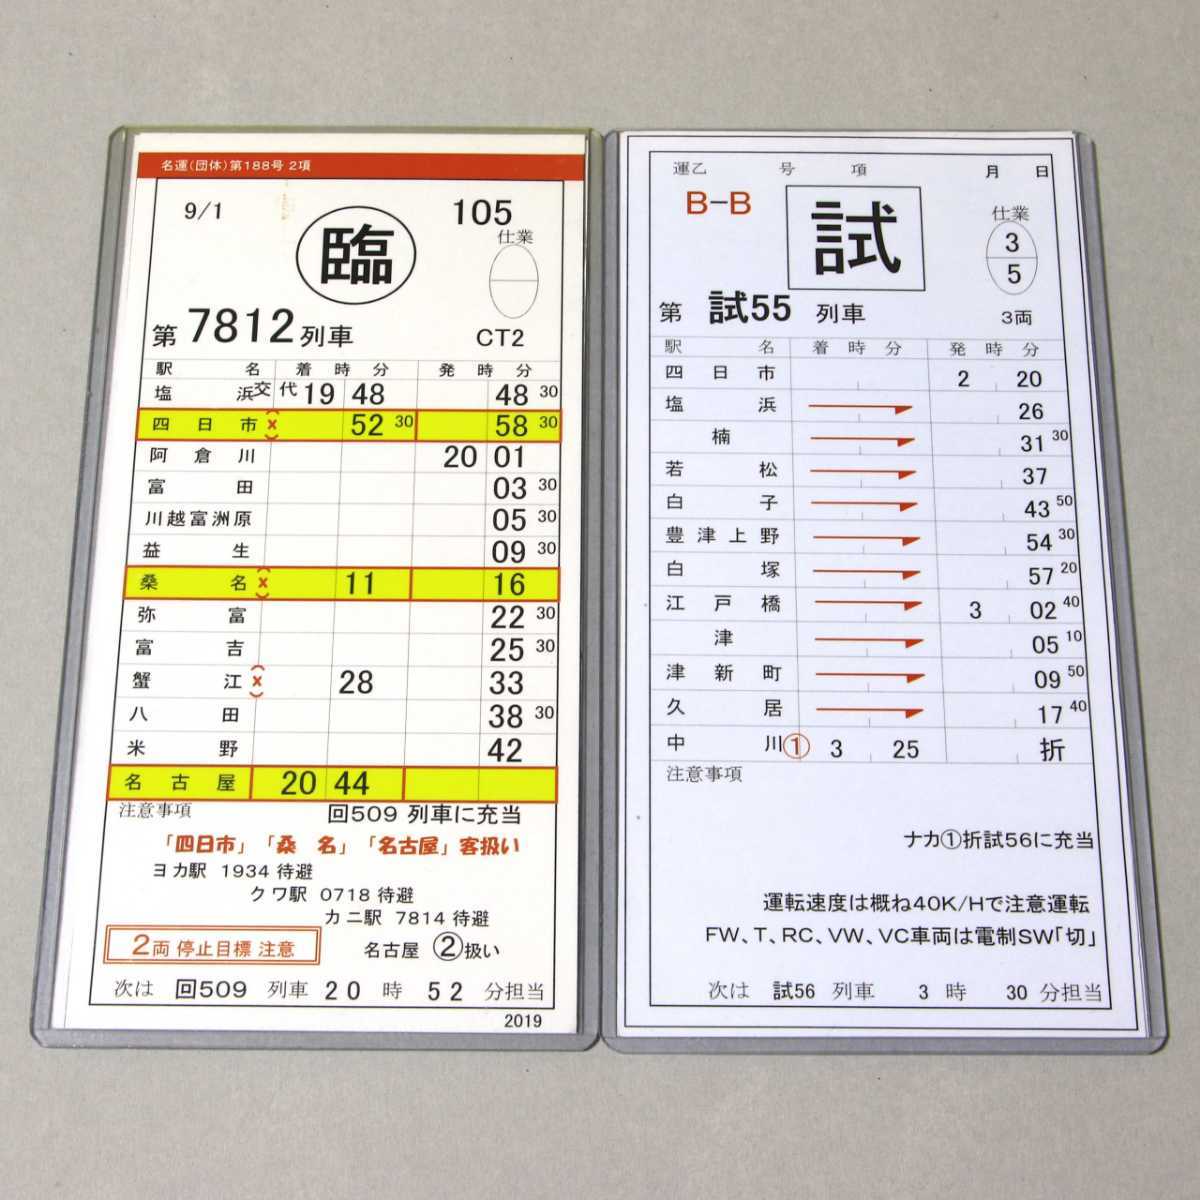 名運(団体)第188号 2項
9/1
臨
105
仕業
第 7812 列車
CT2
駅 名 着 時 分 発 時 分
塩 浜 交代 19 48 48 30
四日市 × 52 30 58 30
阿倉川 20 01
富 田 03 30
川越富洲原 05 30
益 生 09 30
桑 名 × 11 16
弥 富 22 30
富 吉 25 30
蟹 江 × 28 33
八 田 38 30
米 野 42
名古屋 20 44
注意事項 回509 列車に充当
「四日市」「桑 名」「名古屋」客扱い
ヨカ駅 1934 待避
クワ駅 0718 待避
カニ駅 7814 待避
2両 停止目標 注意
名古屋 ②扱い
次は 回509 列車 20 時 52 分担当
2019
運乙 号 項 月 日
B-B
試
仕業
3
5
第 試55 列車
3両
駅 名 着 時 分 発 時 分
四日市 2 20
塩 浜 26
楠 31 30
若 松 37
白 子 43 50
豊津上野 54 30
白 塚 57 20
江戸橋 3 02 40
津 05 10
津新町 09 50
久 居 17 40
中 川 ① 3 25 折
注意事項
ナカ①折試56に充当
運転速度は概ね40K/Hで注意運転
FW、T、RC、VW、VC車両は電制SW「切」
次は 試56 列車 3 時 30 分担当